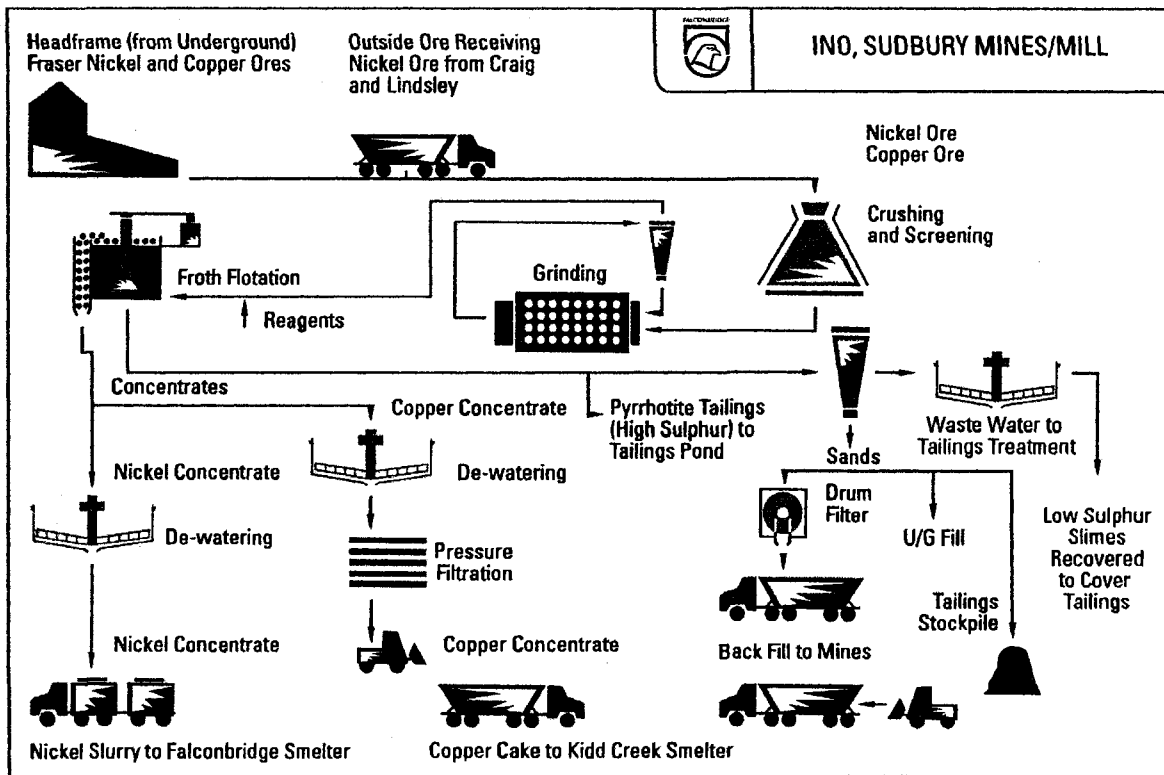 Headframe (from Underground)
Fraser Nickel and Copper Ores
Outside Ore Receiving
Nickel Ore from Craig
and Lindsley
FALCONBRIDGE
INO, SUDBURY MINES/MILL
Nickel Ore
Copper Ore
Crushing
and Screening
Grinding
Froth Flotation
Reagents
Concentrates
Copper Concentrate
Pyrrhotite Tailings
(High Sulphur) to
Tailings Pond
Waste Water to
Tailings Treatment
Sands
Nickel Concentrate
De-watering
Drum
Filter
De-watering
U/G Fill
Low Sulphur
Slimes
Recovered
to Cover
Tailings
Pressure
Filtration
Tailings
Stockpile
Nickel Concentrate
Copper Concentrate
Back Fill to Mines
Nickel Slurry to Falconbridge Smelter
Copper Cake to Kidd Creek Smelter